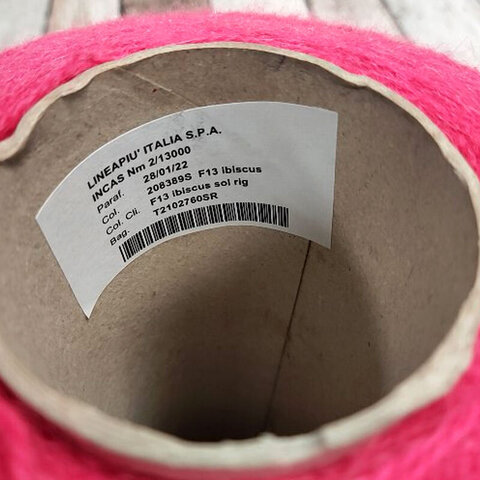 LINEAPIU' ITALIA S.P.A.
INCAS Nm 2/13000
Paraf. 28/01/22
Col. 208389S F13 ibiscus
Col. Cli. F13 ibiscus sol rig
Bag. T2102760SR